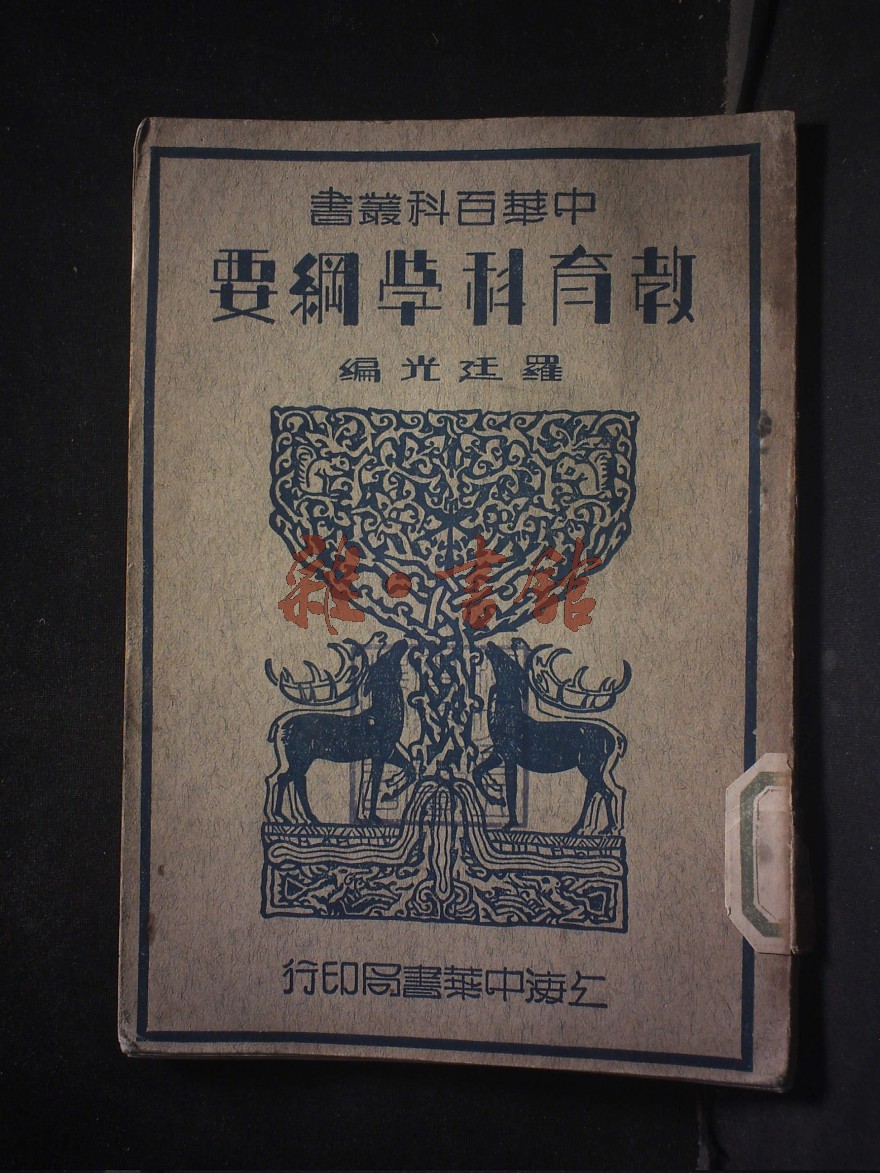 中華百科叢書
教育科學綱要
羅廷光編
雜·書館
上海中華書局印行